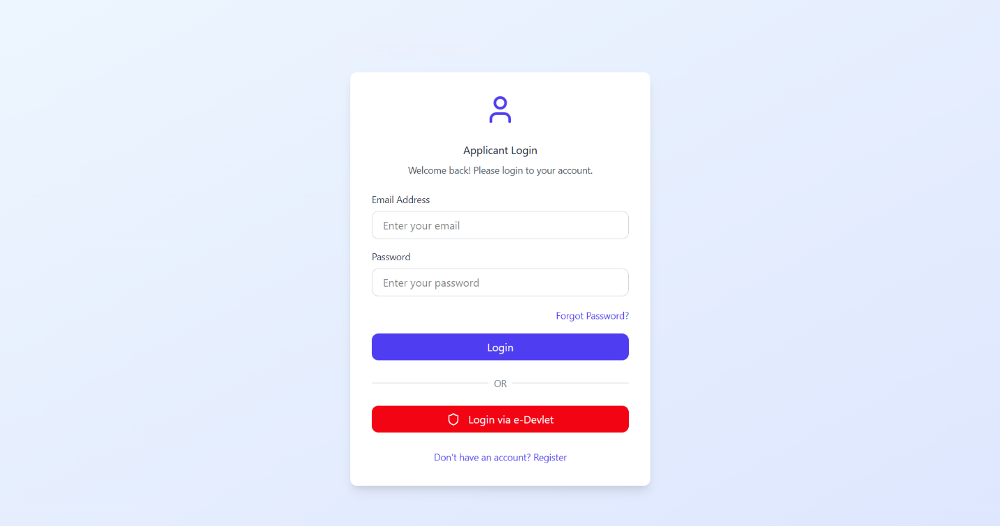 Applicant Login
Welcome back! Please login to your account.
Email Address
Enter your email
Password
Enter your password
Forgot Password?
Login
OR
Login via e-Devlet
Don't have an account? Register